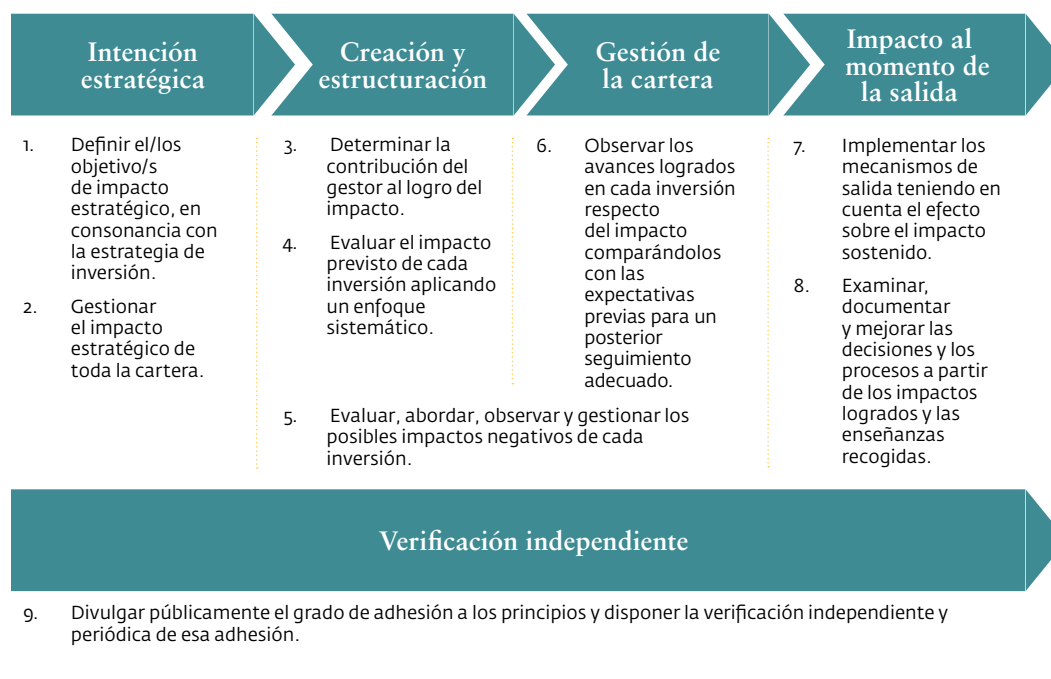 Intención
estratégica
Creación y
estructuración
Gestión de
la cartera
Impacto al
momento de
la salida
1. Definir el/los
objetivo/s
de impacto
estratégico, en
consonancia con
la estrategia de
inversión.
2. Gestionar
el impacto
estratégico de
toda la cartera.
3. Determinar la
contribución del
gestor al logro del
impacto.
4. Evaluar el impacto
previsto de cada
inversión aplicando
un enfoque
sistemático.
5. Evaluar, abordar, observar y gestionar los
posibles impactos negativos de cada
inversión.
6. Observar los
avances logrados
en cada inversión
respecto
del impacto
comparándolos
con las
expectativas
previas para un
posterior
seguimiento
adecuado.
7. Implementar los
mecanismos de
salida teniendo en
cuenta el efecto
sobre el impacto
sostenido.
8. Examinar,
documentar
y mejorar las
decisiones y los
procesos a partir
de los impactos
logrados y las
enseñanzas
recogidas.
Verificación independiente
9. Divulgar públicamente el grado de adhesión a los principios y disponer la verificación independiente y
periódica de esa adhesión.